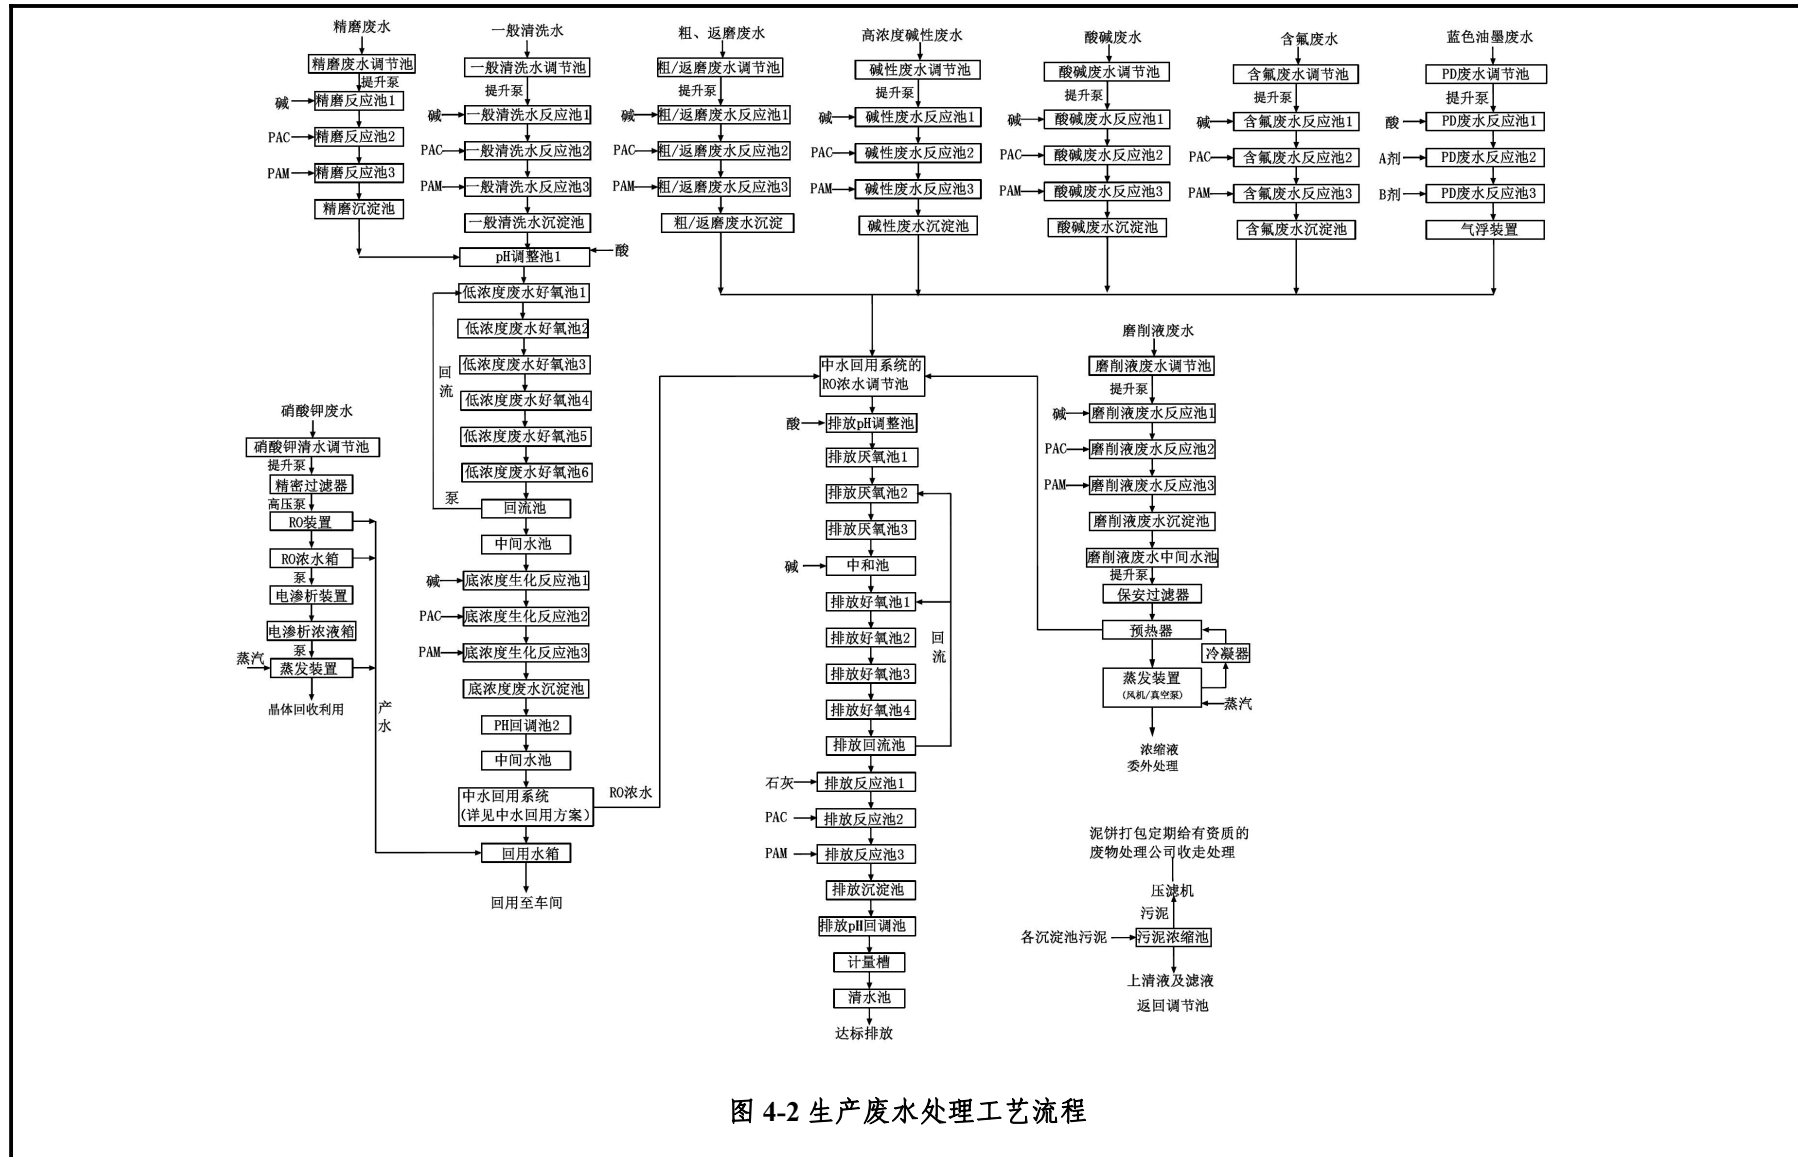 精磨废水
精磨废水调节池
提升泵
碱
精磨反应池1
PAC
精磨反应池2
PAM
精磨反应池3
精磨沉淀池
一般清洗水
一般清洗水调节池
提升泵
碱
一般清洗水反应池1
PAC
一般清洗水反应池2
PAM
一般清洗水反应池3
一般清洗水沉淀池
粗、返磨废水
粗/返磨废水调节池
提升泵
碱
粗/返磨废水反应池1
PAC
粗/返磨废水反应池2
PAM
粗/返磨废水反应池3
粗/返磨废水沉淀
高浓度碱性废水
碱性废水调节池
提升泵
碱
碱性废水反应池1
PAC
碱性废水反应池2
PAM
碱性废水反应池3
碱性废水沉淀池
酸碱废水
酸碱废水调节池
提升泵
碱
酸碱废水反应池1
PAC
酸碱废水反应池2
PAM
酸碱废水反应池3
酸碱废水沉淀池
含氟废水
含氟废水调节池
提升泵
碱
含氟废水反应池1
PAC
含氟废水反应池2
PAM
含氟废水反应池3
含氟废水沉淀池
蓝色油墨废水
PD废水调节池
提升泵
酸
PD废水反应池1
A剂
PD废水反应池2
B剂
PD废水反应池3
气浮装置
pH调整池1
酸
低浓度废水好氧池1
低浓度废水好氧池2
低浓度废水好氧池3
低浓度废水好氧池4
低浓度废水好氧池5
低浓度废水好氧池6
回流
泵
回流池
中间水池
碱
底浓度生化反应池1
PAC
底浓度生化反应池2
PAM
底浓度生化反应池3
底浓度废水沉淀池
PH回调池2
中间水池
中水回用系统
(详见中水回用方案)
RO浓水
回用水箱
回用至车间
硝酸钾废水
硝酸钾清水调节池
提升泵
精密过滤器
高压泵
RO装置
RO浓水箱
泵
电渗析装置
电渗析浓液箱
泵
蒸汽
蒸发装置
晶体回收利用
产水
中水回用系统的
RO浓水调节池
酸
排放pH调整池
排放厌氧池1
排放厌氧池2
排放厌氧池3
碱
中和池
排放好氧池1
排放好氧池2
排放好氧池3
排放好氧池4
回流
排放回流池
石灰
排放反应池1
PAC
排放反应池2
PAM
排放反应池3
排放沉淀池
排放pH回调池
计量槽
清水池
达标排放
磨削液废水
磨削液废水调节池
提升泵
碱
磨削液废水反应池1
PAC
磨削液废水反应池2
PAM
磨削液废水反应池3
磨削液废水沉淀池
磨削液废水中间水池
提升泵
保安过滤器
预热器
冷凝器
蒸发装置
(风机/真空泵)
蒸汽
浓缩液
委外处理
泥饼打包定期给有资质的
废物处理公司收走处理
压滤机
污泥
各沉淀池污泥
污泥浓缩池
上清液及滤液
返回调节池
图 4-2 生产废水处理工艺流程